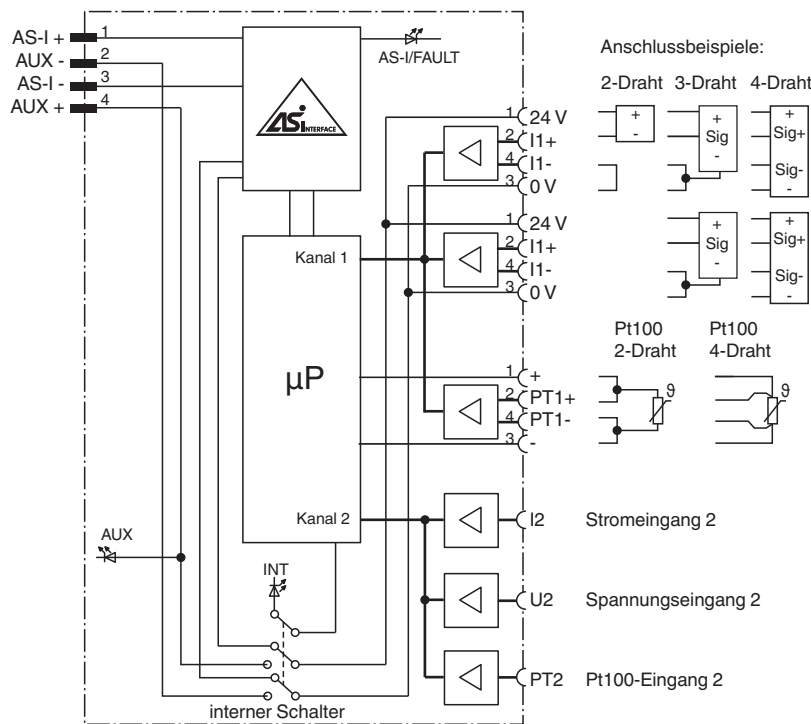 AS-I +
1
AUX -
2
AS-I -
3
AUX +
4
AS-I/FAULT
ASi
INTERFACE
1 24 V
2 I1+
4 I1-
3 0 V
1 24 V
2 I1+
4 I1-
3 0 V
Kanal 1
µP
1 +
2 PT1+
4 PT1-
3 -
Kanal 2
I2 Stromeingang 2
U2 Spannungseingang 2
PT2 Pt100-Eingang 2
AUX
INT
interner Schalter
Anschlussbeispiele:
2-Draht 3-Draht 4-Draht
+
-
+
Sig
-
+
Sig+
Sig-
-
+
Sig
-
+
Sig+
Sig-
-
Pt100
2-Draht
Pt100
4-Draht
ϑ
ϑ